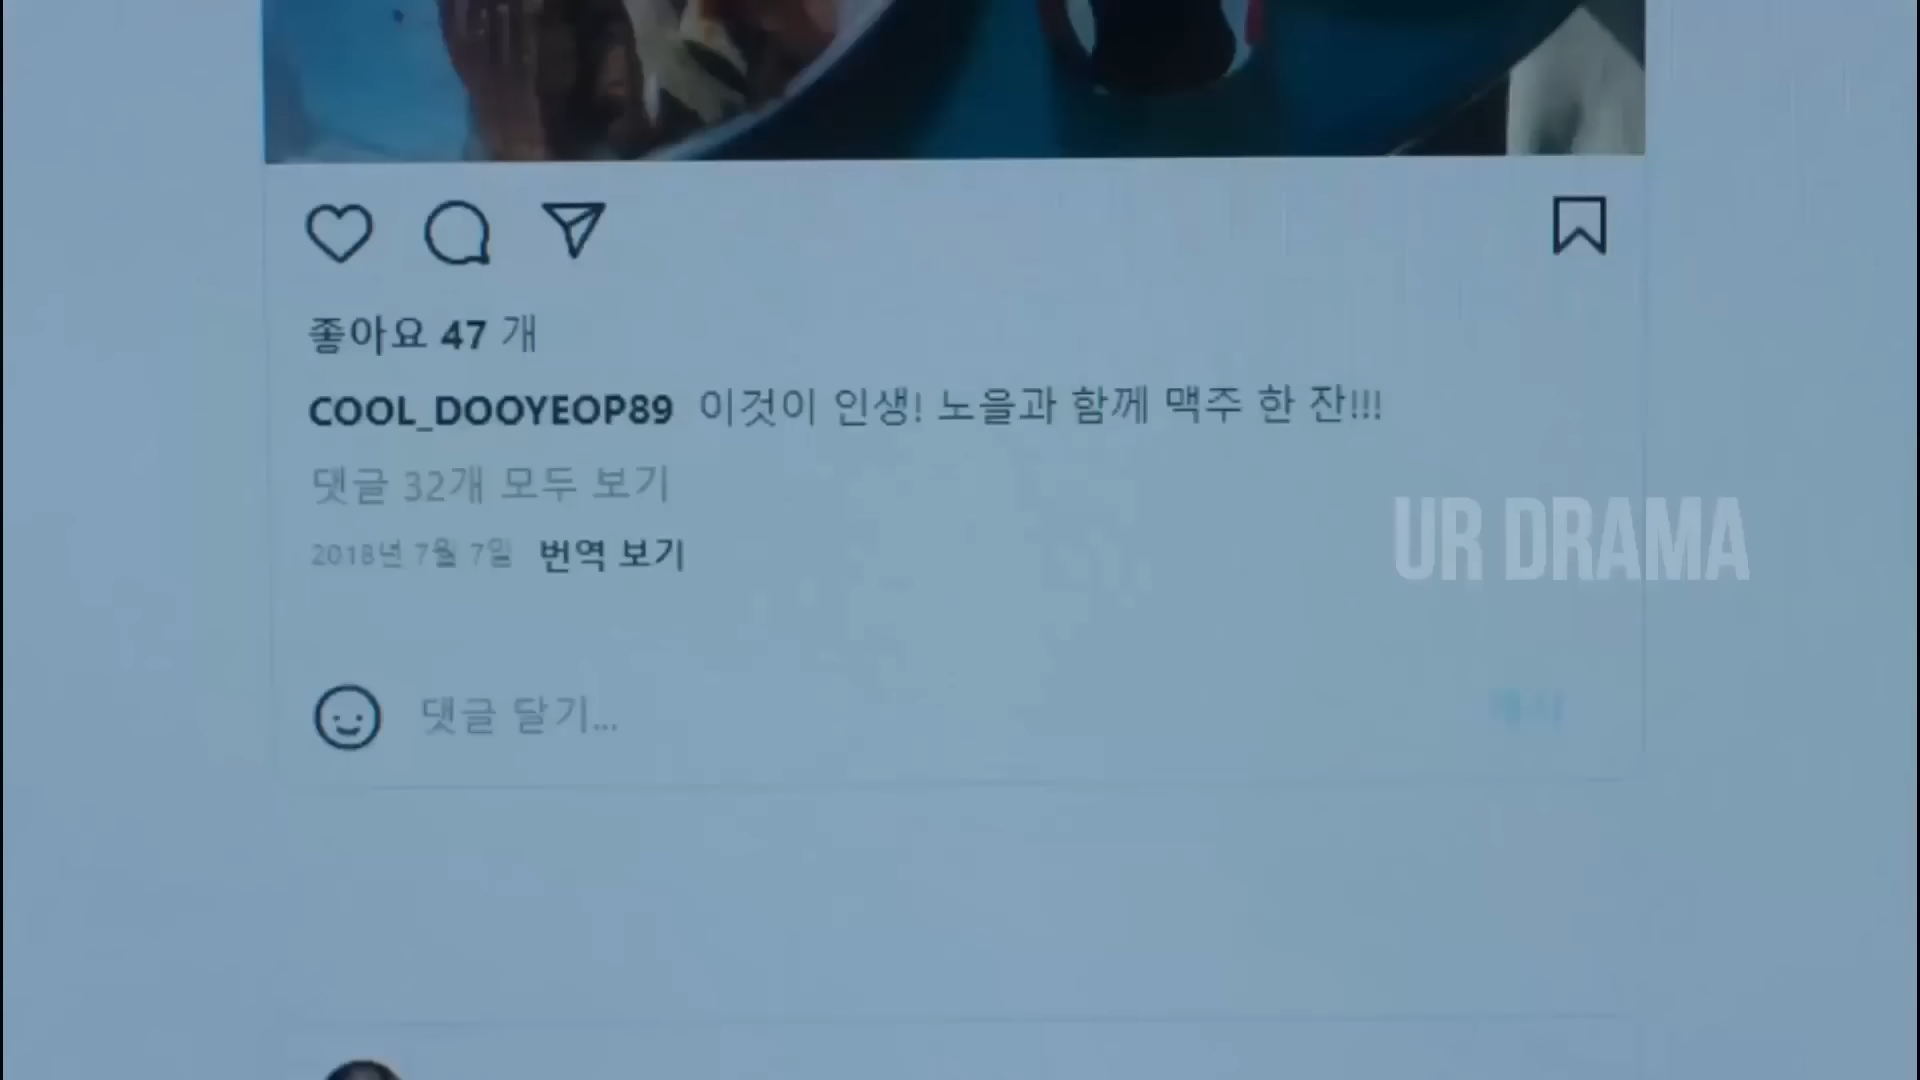 좋아요 47 개
COOL_DOOYEOP89 이것이 인생! 노을과 함께 맥주 한 잔!!!
댓글 32개 모두 보기
2018년 7월 7일 번역 보기
UR DRAMA
댓글 달기...